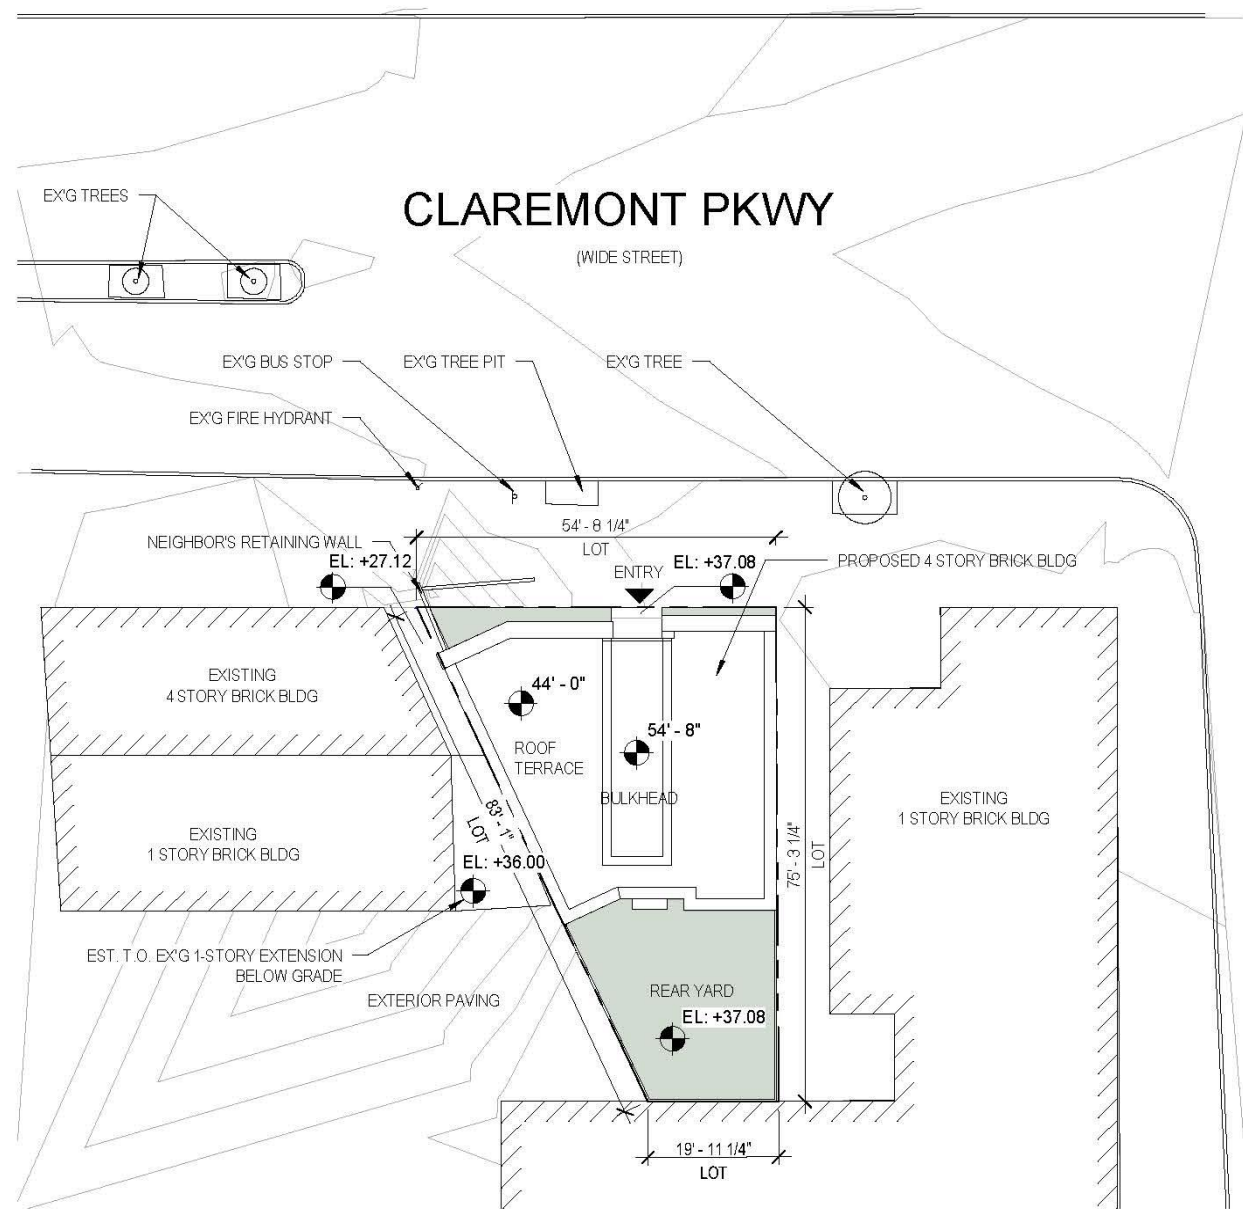 EX'G TREES
CLAREMONT PKWY
(WIDE STREET)
EX'G BUS STOP
EX'G TREE PIT
EX'G TREE
EX'G FIRE HYDRANT
54' - 8 1/4"
LOT
NEIGHBOR'S RETAINING WALL
EL: +27.12
ENTRY
EL: +37.08
PROPOSED 4 STORY BRICK BLDG
EXISTING
4 STORY BRICK BLDG
44' - 0"
54' - 8"
ROOF
TERRACE
BULKHEAD
EXISTING
1 STORY BRICK BLDG
83' - 1"
LOT
75' - 3 1/4"
LOT
EXISTING
1 STORY BRICK BLDG
EL: +36.00
EST. T.O. EX'G 1-STORY EXTENSION
BELOW GRADE
EXTERIOR PAVING
REAR YARD
EL: +37.08
19' - 11 1/4"
LOT